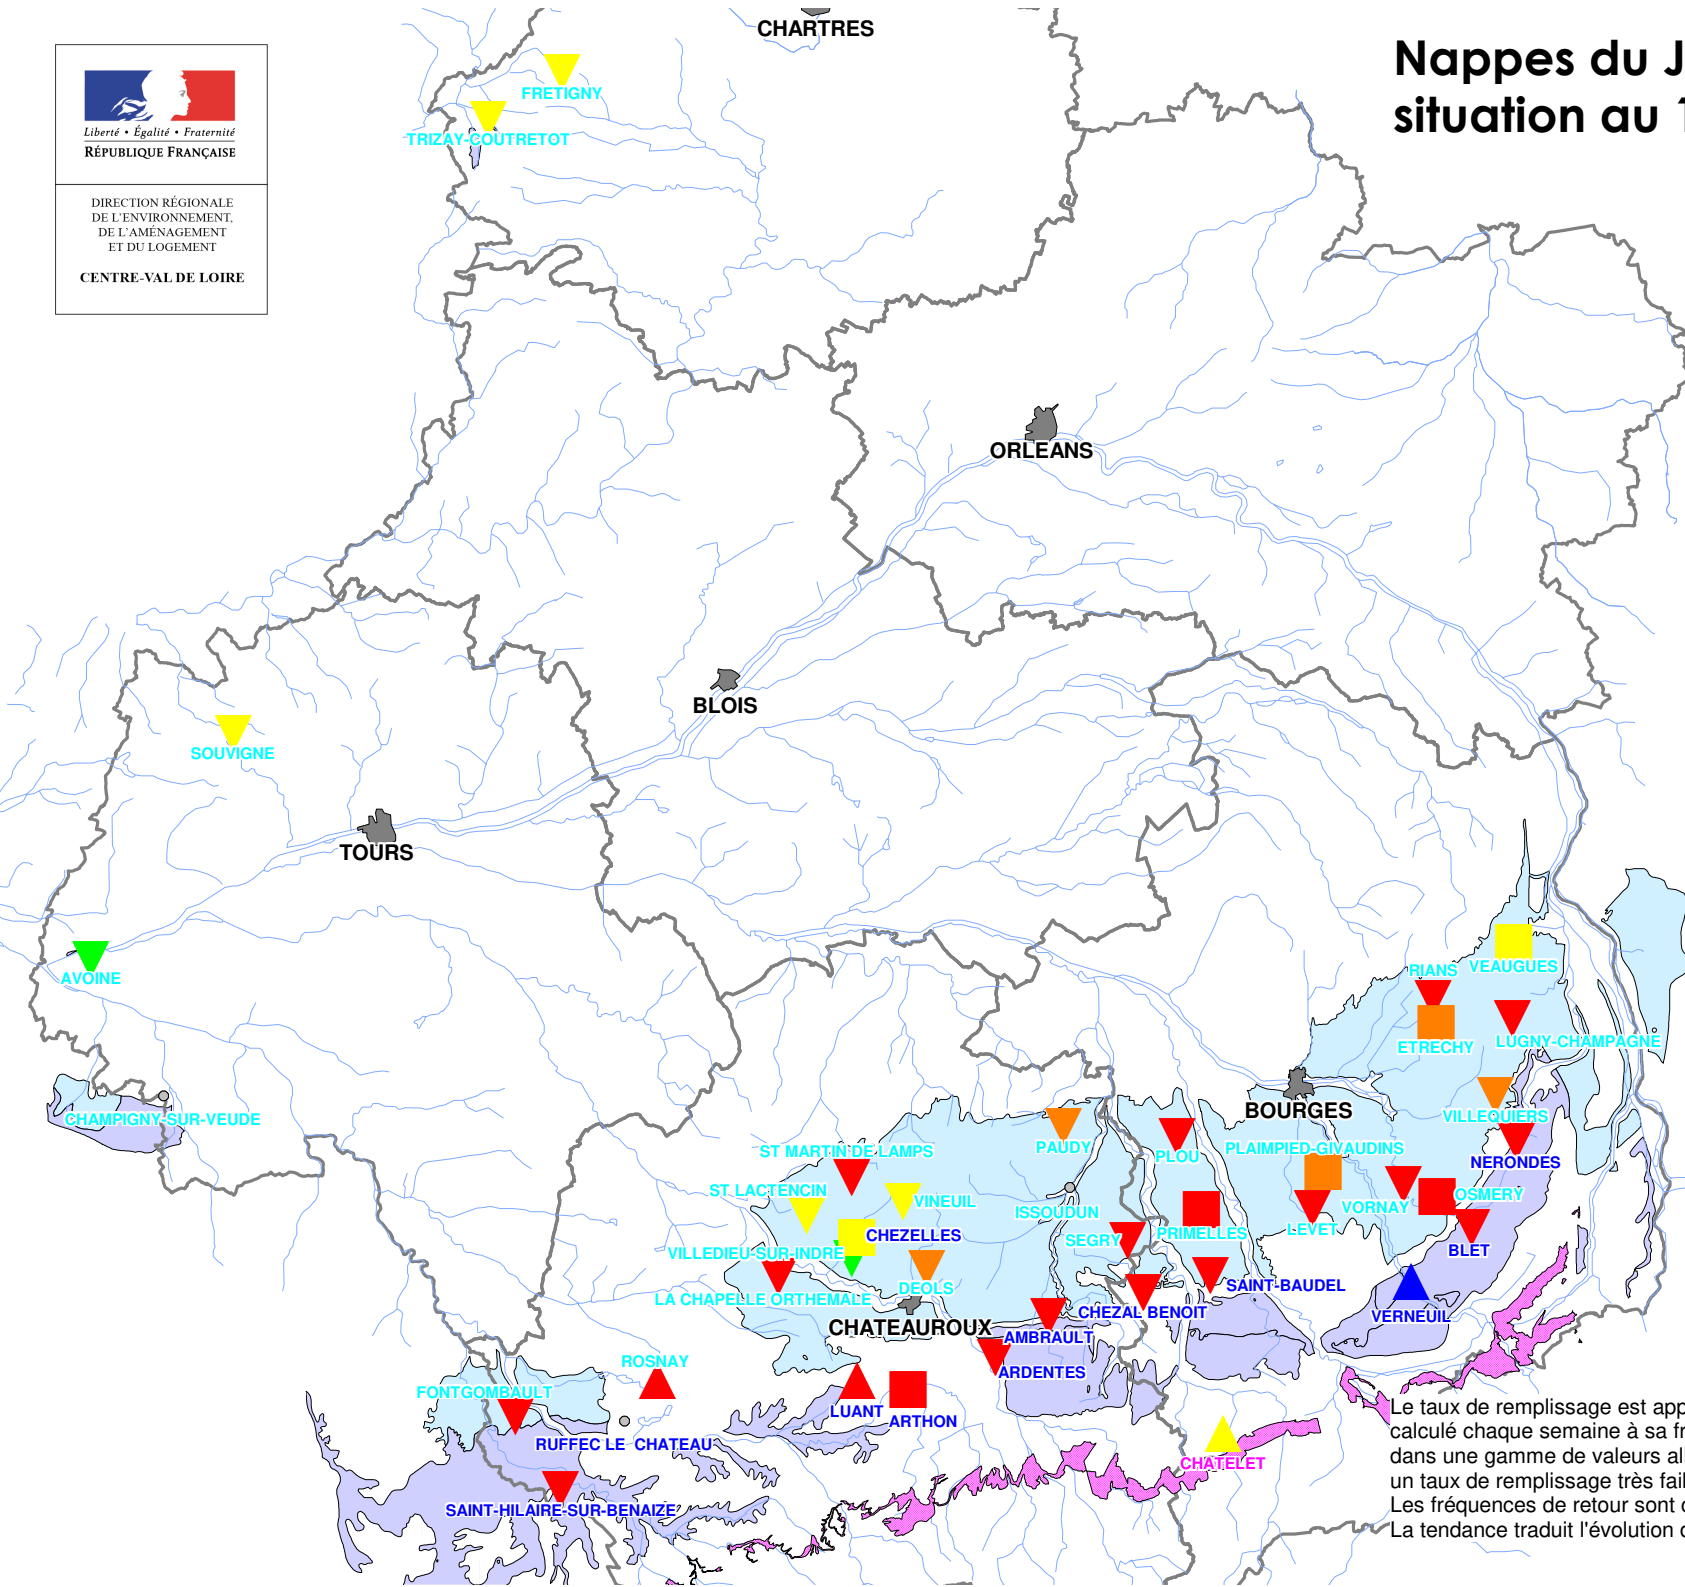 CHARTRES
Nappes du J
situation au 1
FRETIGNY
TRIZAY-COUTRETOT
Liberté • Égalité • Fraternité
RÉPUBLIQUE FRANÇAISE
DIRECTION RÉGIONALE
DE L'ENVIRONNEMENT,
DE L'AMÉNAGEMENT
ET DU LOGEMENT
CENTRE-VAL DE LOIRE
ORLEANS
BLOIS
SOUVIGNE
TOURS
AVOINE
RIANS
VEAUGUES
ETRECHY
LUGNY-CHAMPAGNE
CHAMPIGNY-SUR-VEUDE
BOURGES
VILLEQUIERS
ST MARTIN DE LAMPS
PAUDY
PLOU
PLAIMPIED-GIVAUDINS
NERONDES
ST LACTENCIN
VINEUIL
ISSOUDUN
VORNAY
OSMERY
CHEZELLES
SEGRY
PRIMELLES
LEVET
BLET
VILLEDIEU-SUR-INDRE
DEOLS
SAINT-BAUDEL
LA CHAPELLE ORTHEMALE
CHEZAL BENOIT
VERNEUIL
CHATEAUROUX
AMBRAULT
ARDENTES
ROSNAY
FONTGOMBAULT
LUANT
ARTHON
RUFFEC LE CHATEAU
CHATELET
SAINT-HILAIRE-SUR-BENAIZE
Le taux de remplissage est app
calculé chaque semaine à sa fr
dans une gamme de valeurs al
un taux de remplissage très fail
Les fréquences de retour sont
La tendance traduit l'évolution